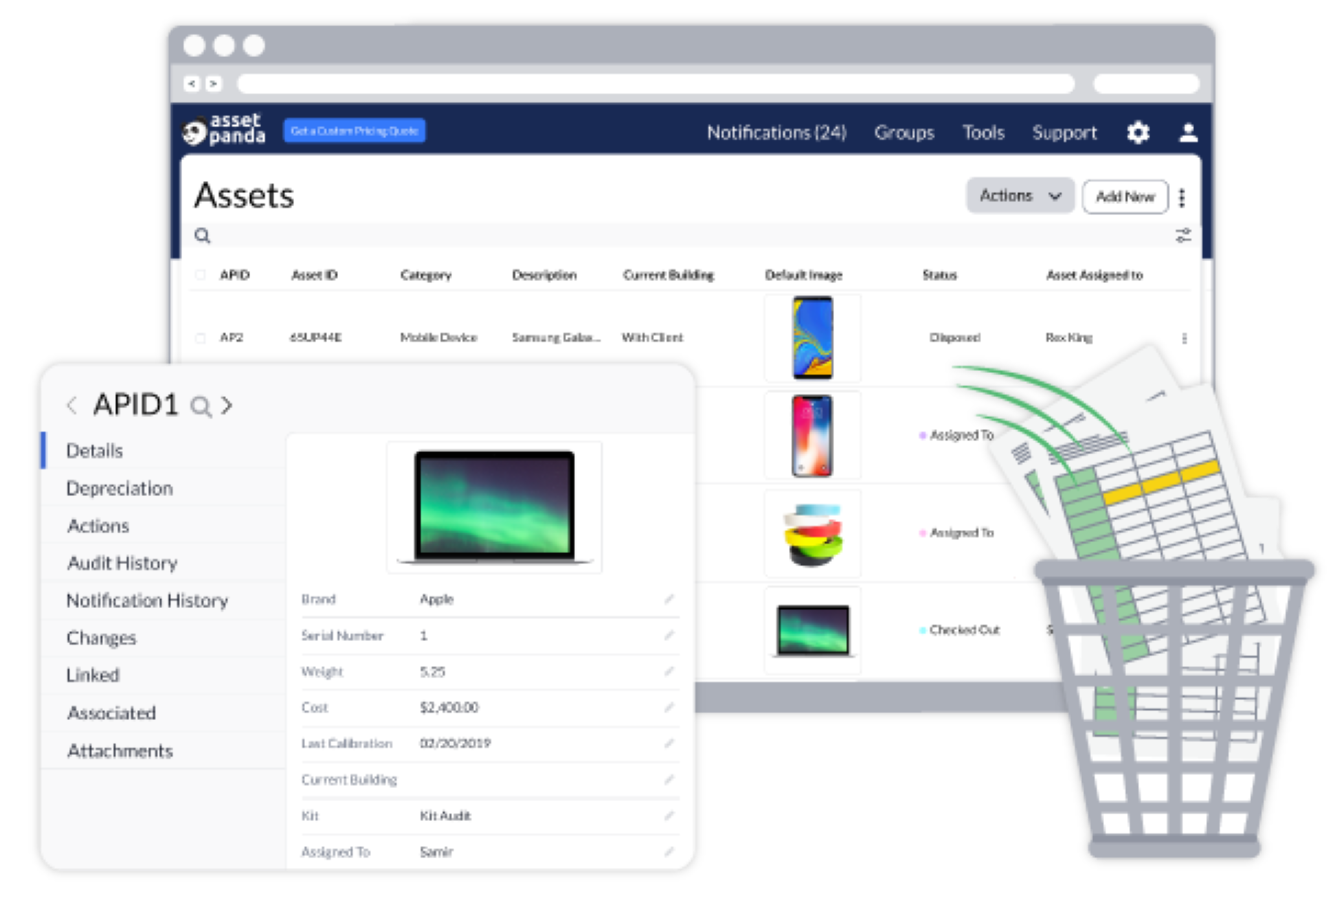 asset
panda
Get a Custom Pricing Quote
Notifications (24)
Groups
Tools
Support
Assets
Actions
Add New
APID
Asset ID
Category
Description
Current Building
Default Image
Status
Asset Assigned to
AP2
65UP44E
Mobile Device
Samsung Galax...
With Client
Disposed
Rex King
Assigned To
Assigned To
Checked Out
S
< APID1 >
Details
Depreciation
Actions
Audit History
Notification History
Changes
Linked
Associated
Attachments
Brand Apple
Serial Number 1
Weight 5.25
Cost $2,400.00
Last Calibration 02/20/2019
Current Building
Kit Kit Audit
Assigned To Samir